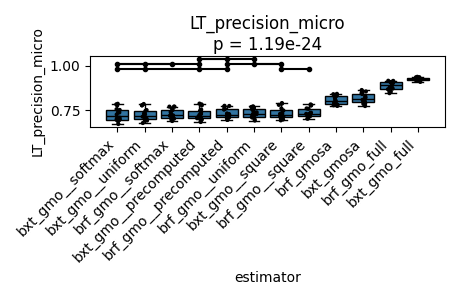 LT_precision_micro
p = 1.19e-24
LT_precision_micro
1.00
0.75
bxt_gmo__softmax
bxt_gmo__uniform
brf_gmo__softmax
bxt_gmo__precomputed
brf_gmo__precomputed
brf_gmo__uniform
bxt_gmo__square
brf_gmo__square
brf_gmosa
bxt_gmosa
brf_gmo_full
bxt_gmo_full
estimator